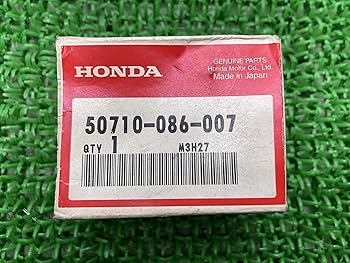 HONDA
GENUINE PARTS
Honda Motor Co., Ltd.
Made in Japan
50710-086-007
QTY 1 M3H27